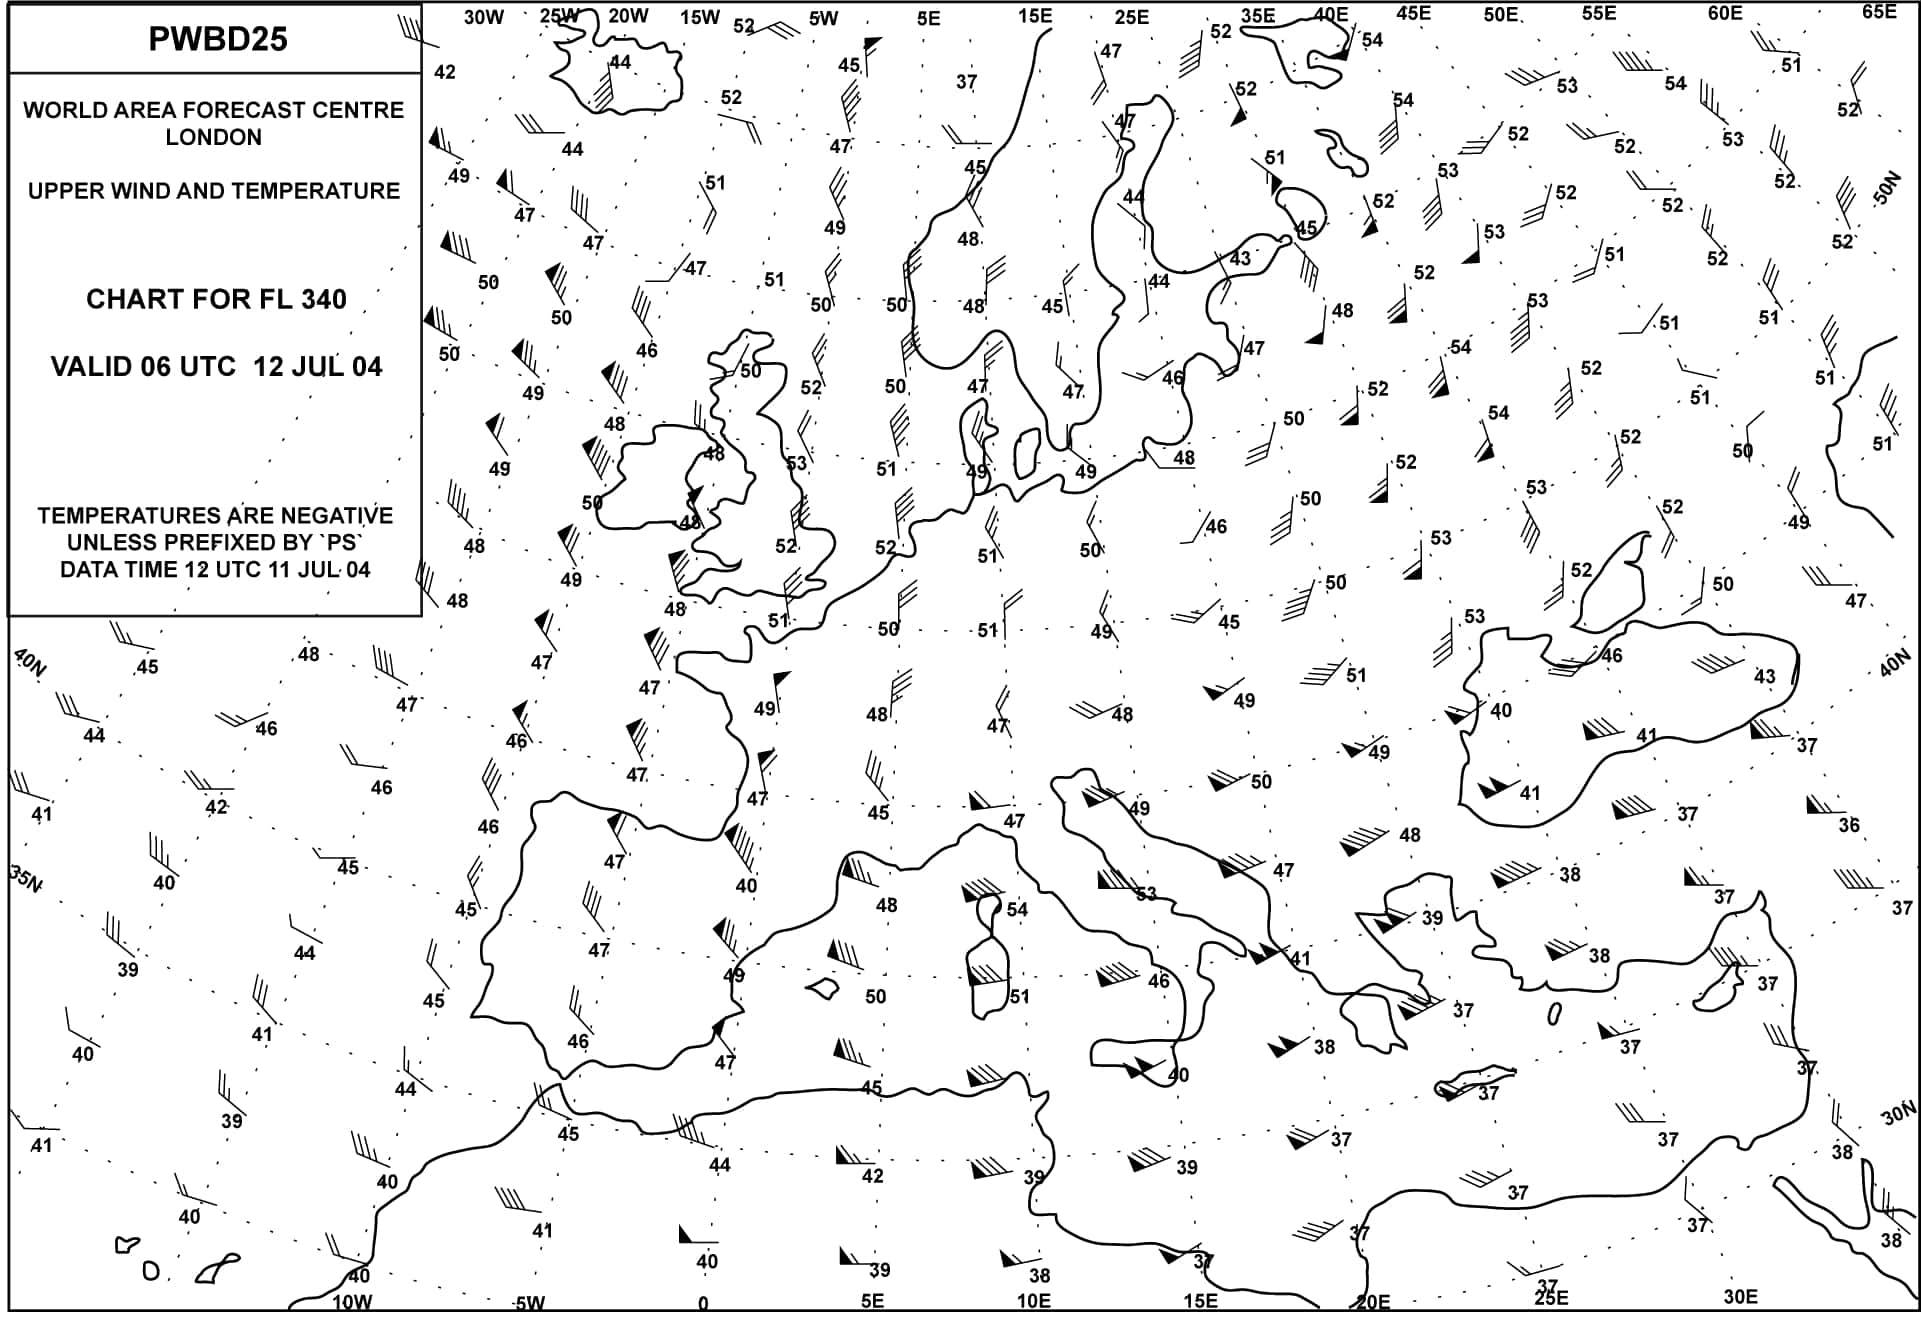 PWBD25
WORLD AREA FORECAST CENTRE
LONDON
UPPER WIND AND TEMPERATURE
CHART FOR FL 340
VALID 06 UTC 12 JUL 04
TEMPERATURES ARE NEGATIVE
UNLESS PREFIXED BY `PS`
DATA TIME 12 UTC 11 JUL 04
30W 25W 20W 15W 5W 5E 15E 25E 35E 40E 45E 50E 55E 60E 65E
52 52 54
42 44 45 37 47 51
52 52 53 54 52
44 47 47 54 52 52 53
49 45 51 53 52
47 51 44 52 52 52 50N
47 49 48 45 53 52 52
50 47 51 43 52 51
50 50 50 48 45 44 48 53 51 51
50 46 50 52 50 47 47 46 47 54 52 51
49 52 51
48 50 54 52 51
49 48 53 51 49 49 48 52 50
50 48 50 53 52 49
48 52 52 51 50 46 53
49 48 50 52 50 47
48 51 50 51 49 45 53
40N 45 48 47 47 51 46 43 40N
44 46 47 46 49 48 47 48 49 40
46 47 49 41 37
41 42 46 47 45 47 49 50 41 37 36
40 45 47 40 48 47 38
35N 45 48 54 53 39 37 37
39 44 47 49 50 51 46 41 38 37
41 45 46 37
40 44 47 45 40 38 37 37
39 37 30N
41 45 44 42 39 39 37 37 38
40 40 41 37 37
40 40 39 38 37 37 37 38
10W 5W 0 5E 10E 15E 20E 25E 30E